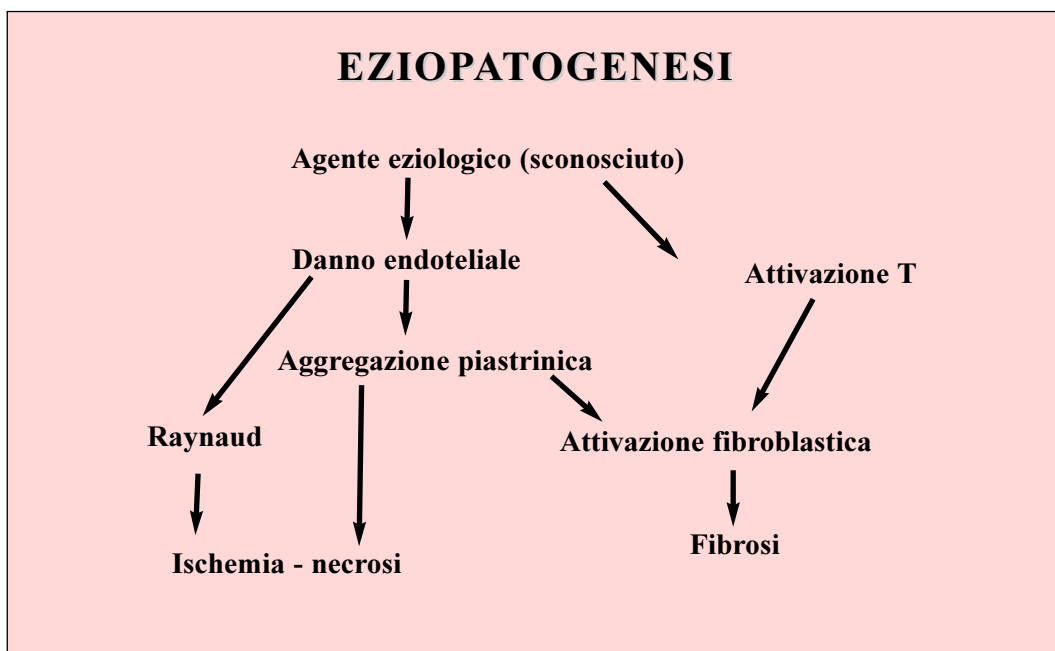 EZIOPATOGENESI
Agente eziologico (sconosciuto)
Danno endoteliale
Attivazione T
Aggregazione piastrinica
Raynaud
Attivazione fibroblastica
Fibrosi
Ischemia - necrosi